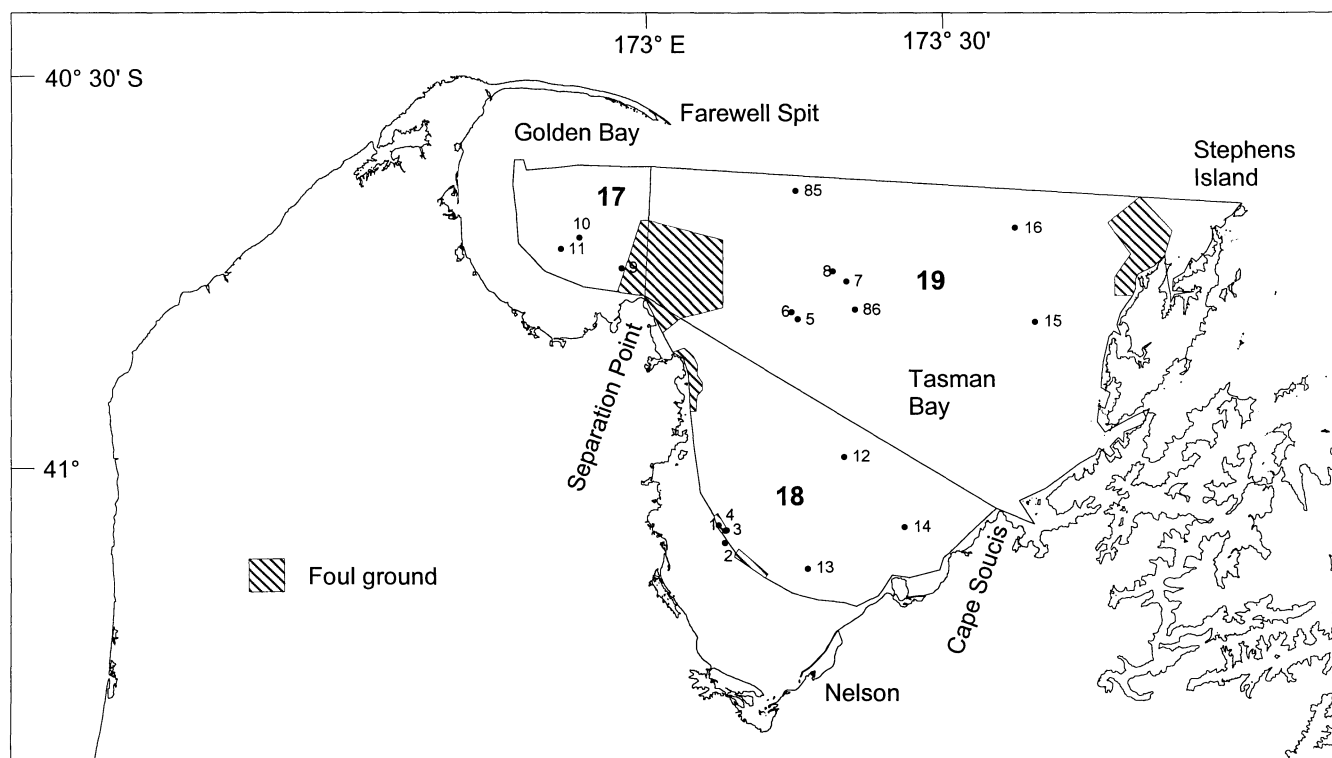 173° E
173° 30'
40° 30' S
Farewell Spit
Golden Bay
Stephens
Island
17
85
10
11
9
16
8
7
19
6
5
86
15
Separation Point
Tasman
Bay
41°
12
18
4
1
3
2
14
13
Cape Soucis
Foul ground
Nelson